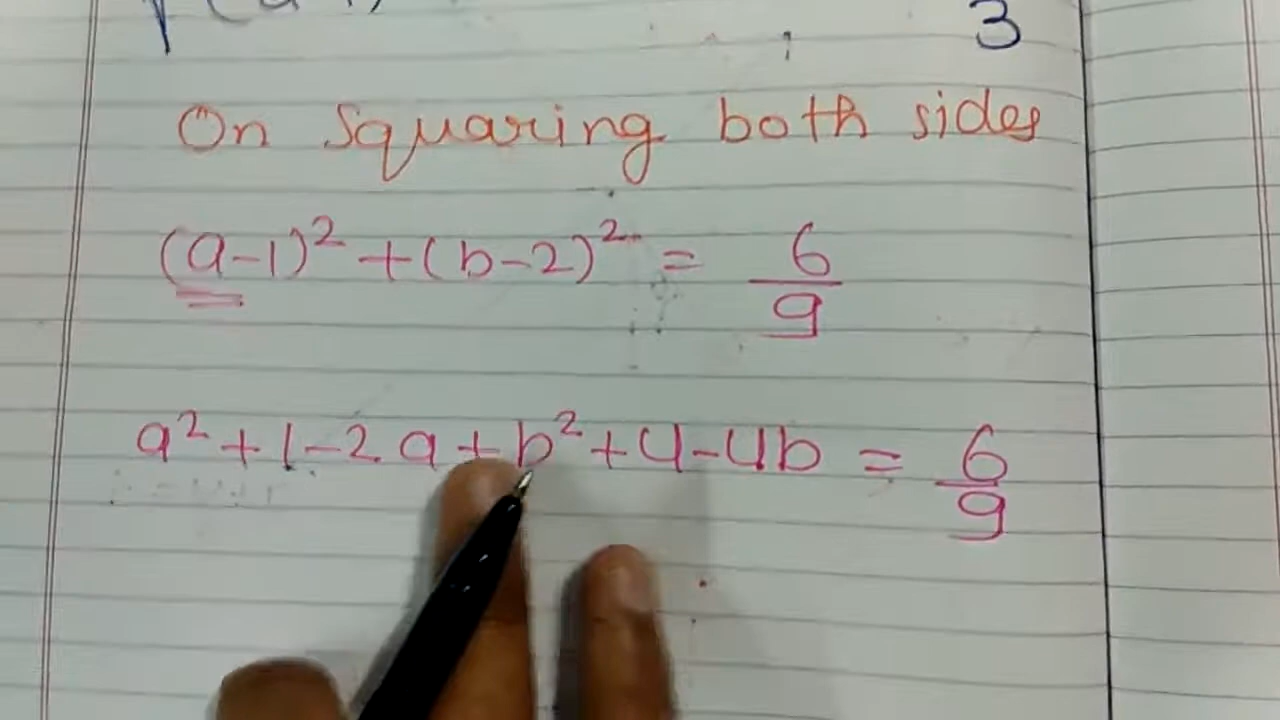 3
On Squaring both sides
(a-1)² + (b-2)² = 6/9
a² + 1 - 2a + b² + 4 - 4b = 6/9